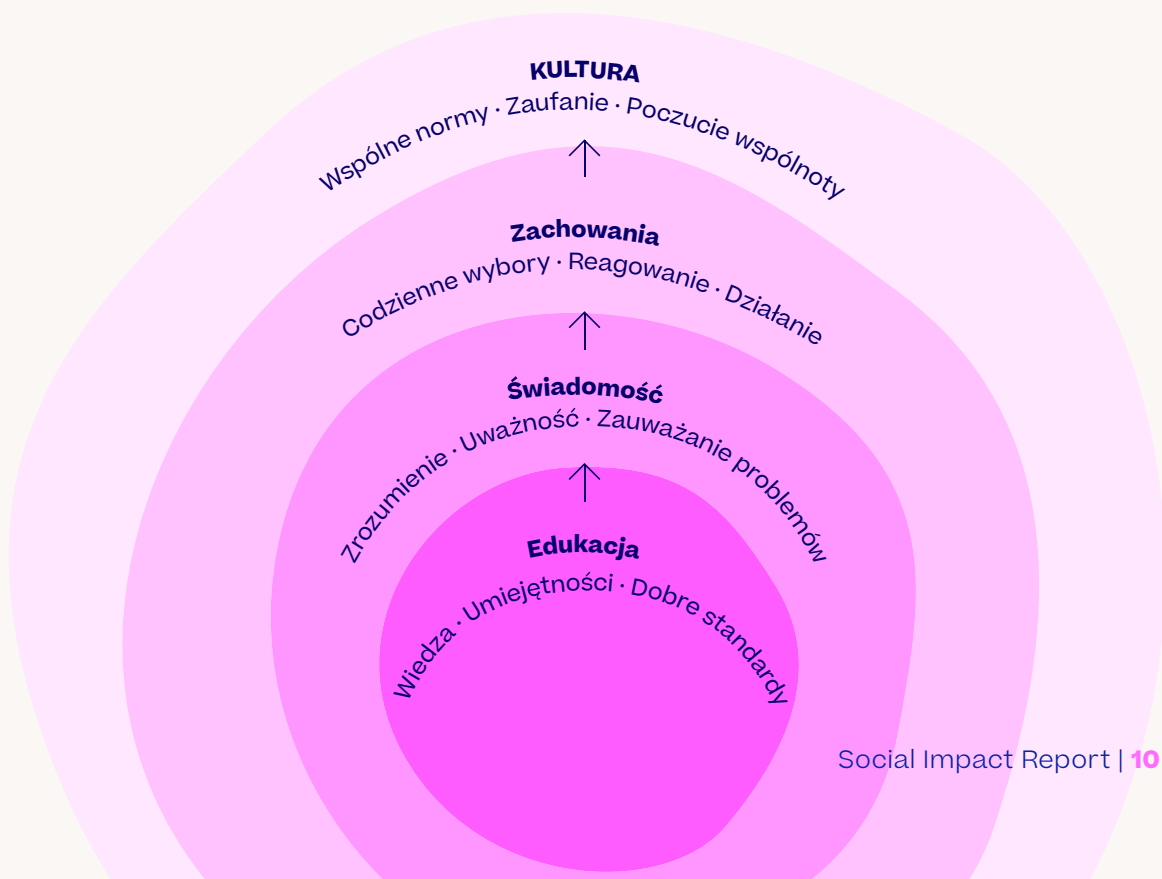 KULTURA
Wspólne normy · Zaufanie · Poczucie wspólnoty
Zachowania
Codzienne wybory · Reagowanie · Działanie
Świadomość
Zrozumienie · Uważność · Zauważanie problemów
Edukacja
Wiedza · Umiejętności · Dobre standardy
Social Impact Report | 10